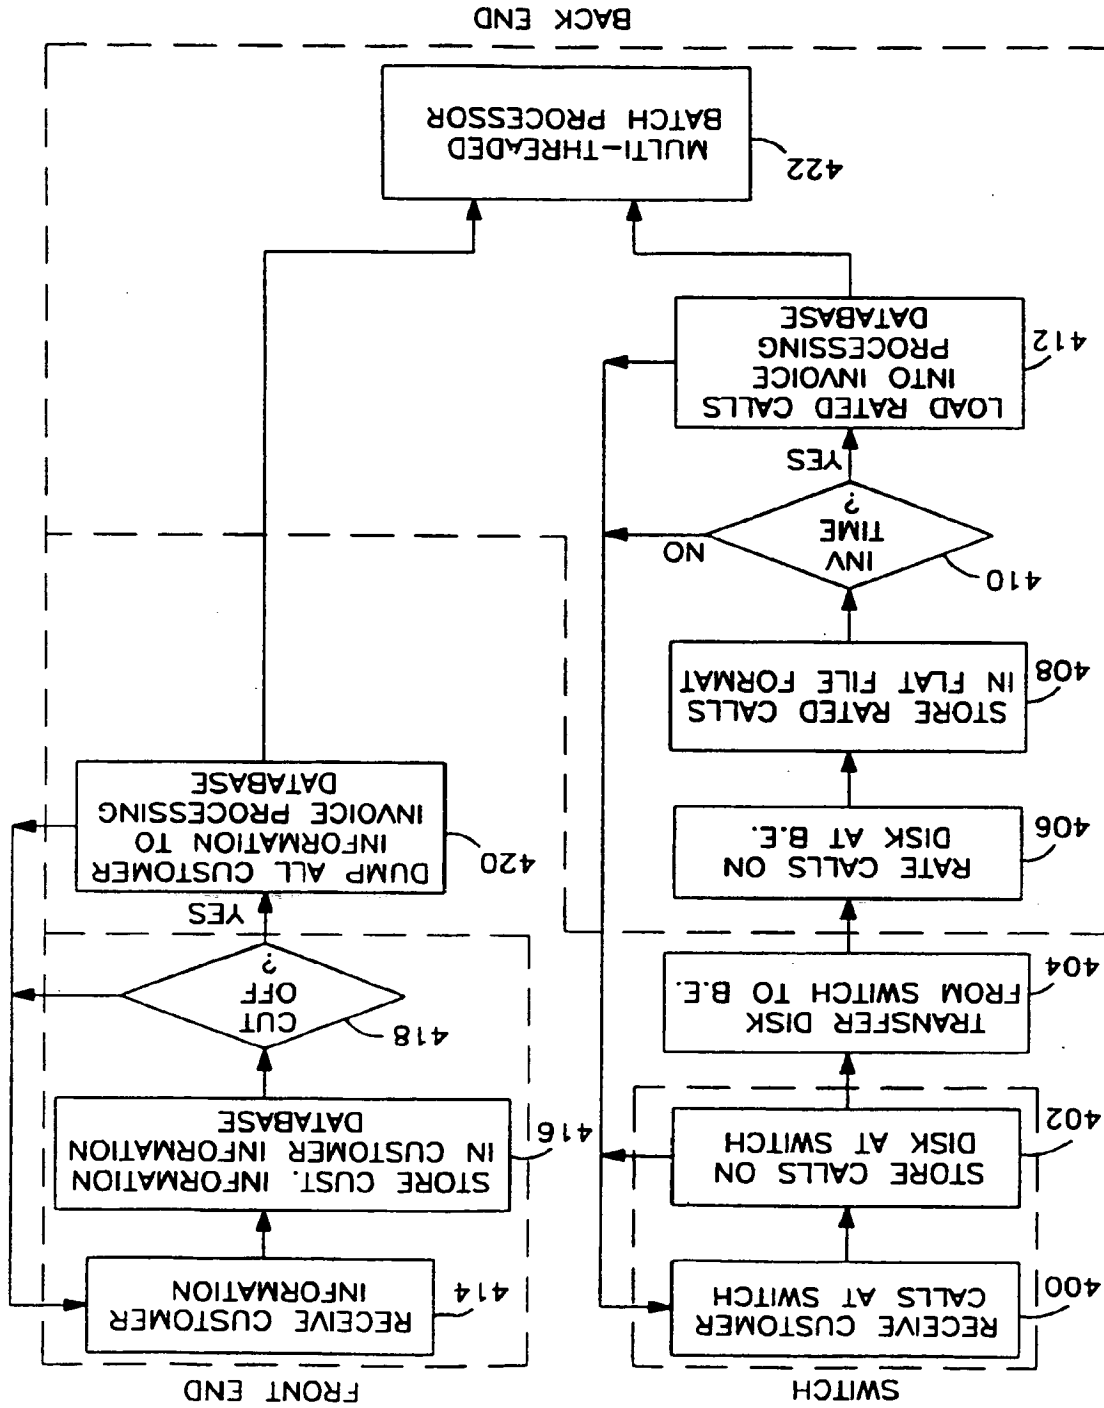 SWITCH
400
RECEIVE CUSTOMER
CALLS AT SWITCH
402
STORE CALLS ON
DISK AT SWITCH
404
TRANSFER DISK
FROM SWITCH TO B.E.
406
RATE CALLS ON
DISK AT B.E.
408
STORE RATED CALLS
IN FLAT FILE FORMAT
410
INV
TIME
?
NO
YES
412
LOAD RATED CALLS
INTO INVOICE
PROCESSING
DATABASE
FRONT END
414
RECEIVE CUSTOMER
INFORMATION
416
STORE CUST. INFORMATION
IN CUSTOMER INFORMATION
DATABASE
418
CUT
OFF
?
YES
420
DUMP ALL CUSTOMER
INFORMATION TO
INVOICE PROCESSING
DATABASE
422
MULTI-THREADED
BATCH PROCESSOR
BACK END